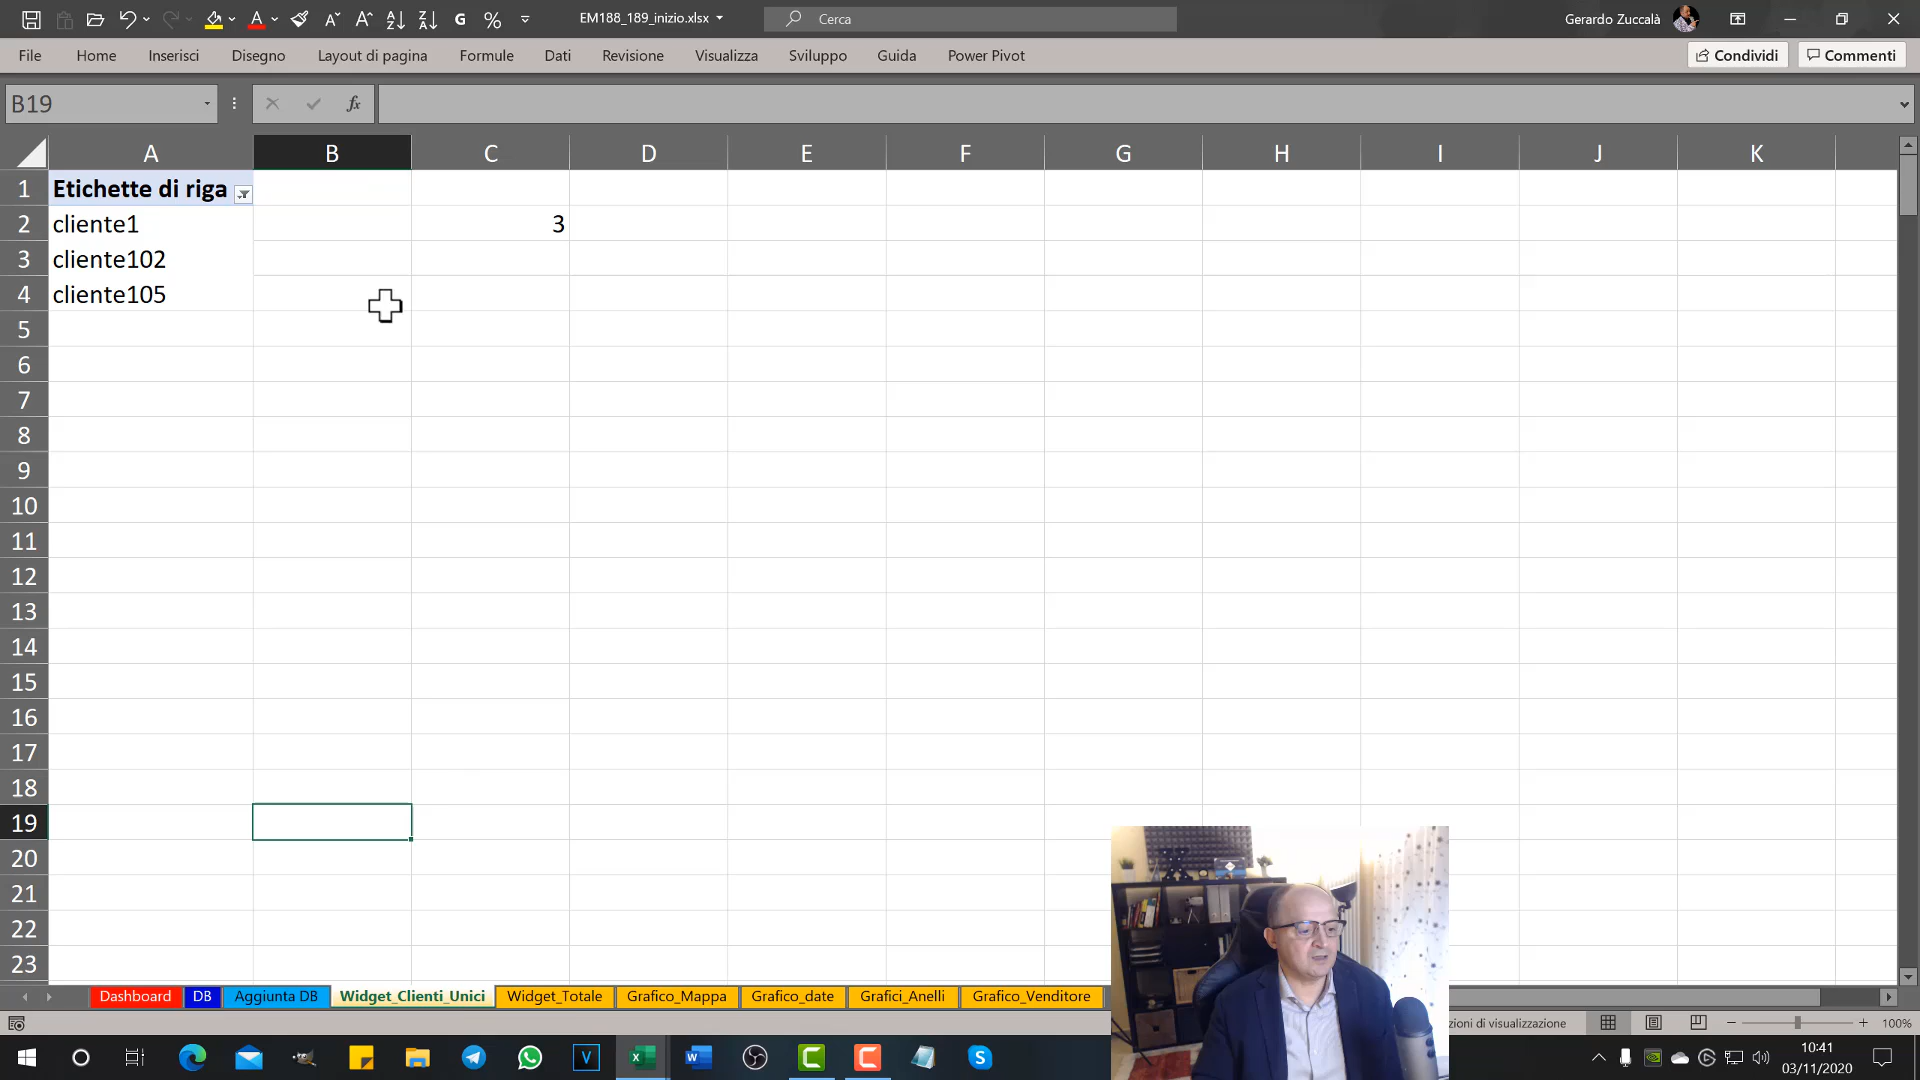 EM188_189_inizio.xlsx
Cerca
Gerardo Zuccalà
File Home Inserisci Disegno Layout di pagina Formule Dati Revisione Visualizza Sviluppo Guida Power Pivot Condividi Commenti
B19
A B C D E F G H I J K
1 Etichette di riga
2 cliente1 3
3 cliente102
4 cliente105
5
6
7
8
9
10
11
12
13
14
15
16
17
18
19
20
21
22
23
Dashboard DB Aggiunta DB Widget_Clienti_Unici Widget_Totale Grafico_Mappa Grafico_date Grafici_Anelli Grafico_Venditore
zioni di visualizzazione 100%
10:41
03/11/2020